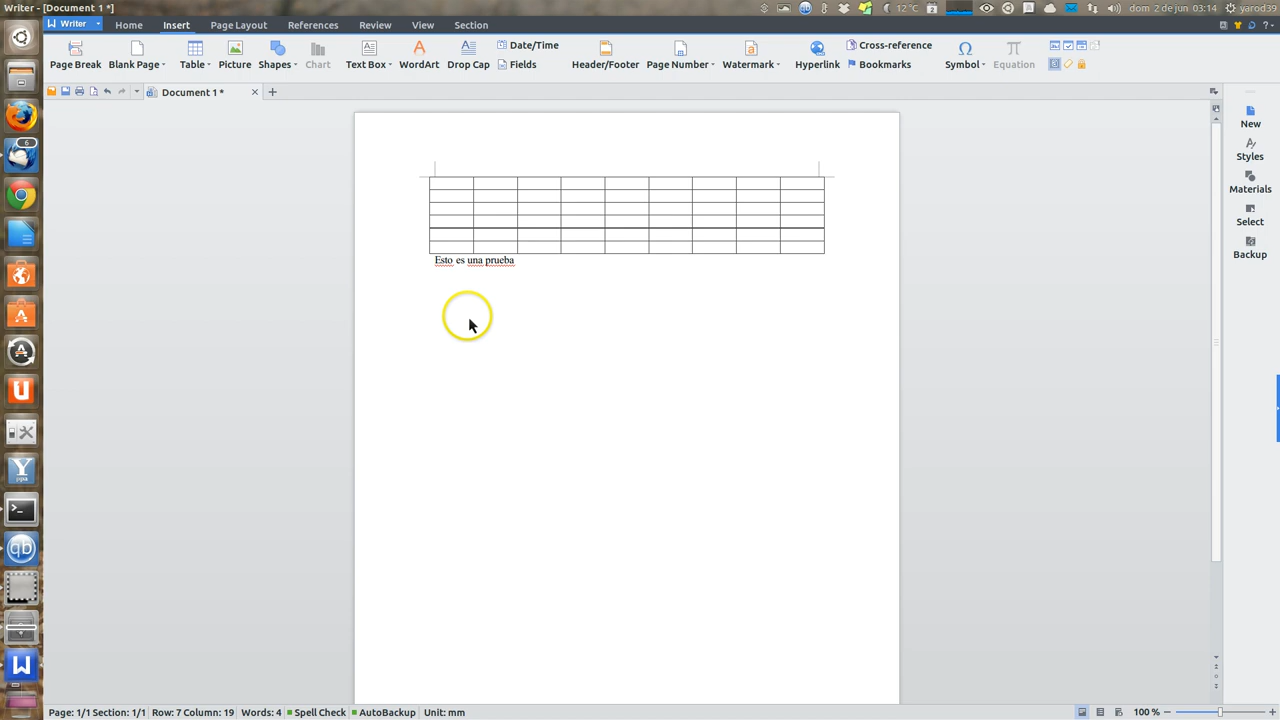 Writer - [Document 1 *]
12°C
dom 2 de jun, 03:14
yarod39
Writer
Home
Insert
Page Layout
References
Review
View
Section
Page Break
Blank Page
Table
Picture
Shapes
Chart
Text Box
WordArt
Drop Cap
Date/Time
Fields
Header/Footer
Page Number
Watermark
Hyperlink
Cross-reference
Bookmarks
Symbol
Equation
Document 1 *
New
Styles
Materials
Select
Backup
6
Esto es una prueba
Page: 1/1 Section: 1/1
Row: 7 Column: 19
Words: 4
Spell Check
AutoBackup
Unit: mm
100 %